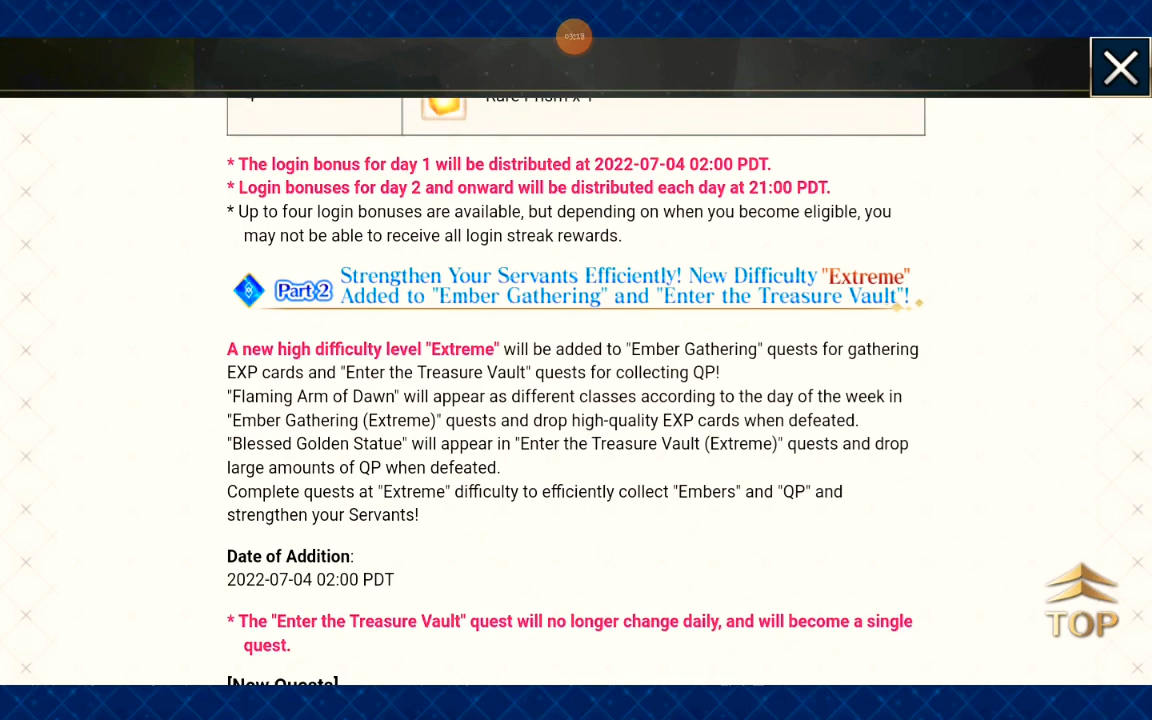 03:18
Rare Prism x 1
* The login bonus for day 1 will be distributed at 2022-07-04 02:00 PDT.
* Login bonuses for day 2 and onward will be distributed each day at 21:00 PDT.
* Up to four login bonuses are available, but depending on when you become eligible, you
may not be able to receive all login streak rewards.
Part 2 Strengthen Your Servants Efficiently! New Difficulty "Extreme"
Added to "Ember Gathering" and "Enter the Treasure Vault"!
A new high difficulty level "Extreme" will be added to "Ember Gathering" quests for gathering
EXP cards and "Enter the Treasure Vault" quests for collecting QP!
"Flaming Arm of Dawn" will appear as different classes according to the day of the week in
"Ember Gathering (Extreme)" quests and drop high-quality EXP cards when defeated.
"Blessed Golden Statue" will appear in "Enter the Treasure Vault (Extreme)" quests and drop
large amounts of QP when defeated.
Complete quests at "Extreme" difficulty to efficiently collect "Embers" and "QP" and
strengthen your Servants!
Date of Addition:
2022-07-04 02:00 PDT
* The "Enter the Treasure Vault" quest will no longer change daily, and will become a single
quest.
TOP
[New Quests]